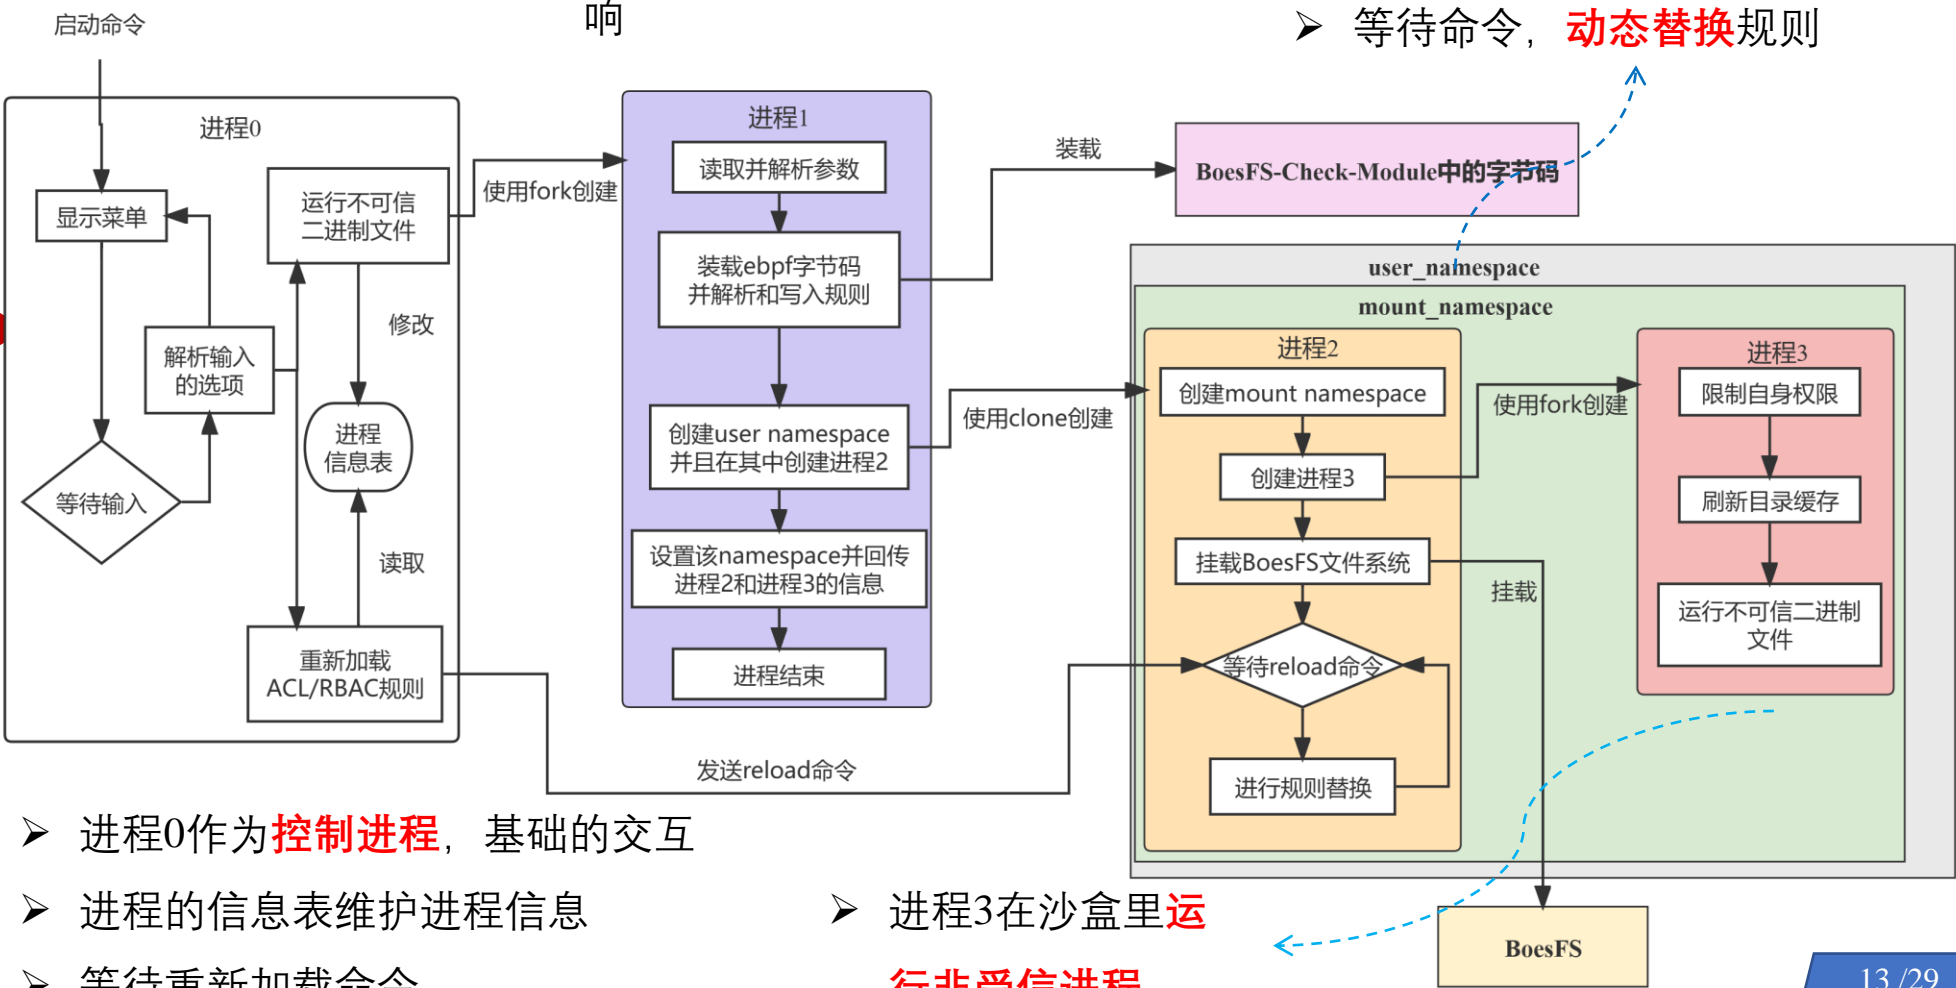 启动命令
响
➢ 等待命令，动态替换规则
进程0
显示菜单
运行不可信
二进制文件
修改
解析输入
的选项
进程
信息表
等待输入
读取
重新加载
ACL/RBAC规则
使用fork创建
进程1
读取并解析参数
装载ebpf字节码
并解析和写入规则
创建user namespace
并且在其中创建进程2
设置该namespace并回传
进程2和进程3的信息
进程结束
装载
BoesFS-Check-Module中的字节码
使用clone创建
user_namespace
mount_namespace
进程2
创建mount namespace
创建进程3
挂载BoesFS文件系统
等待reload命令
进行规则替换
使用fork创建
挂载
进程3
限制自身权限
刷新目录缓存
运行不可信二进制
文件
发送reload命令
BoesFS
➢ 进程0作为控制进程，基础的交互
➢ 进程的信息表维护进程信息
➢ 等待重新加载命令
➢ 进程3在沙盒里运
行非受信进程
13 /29